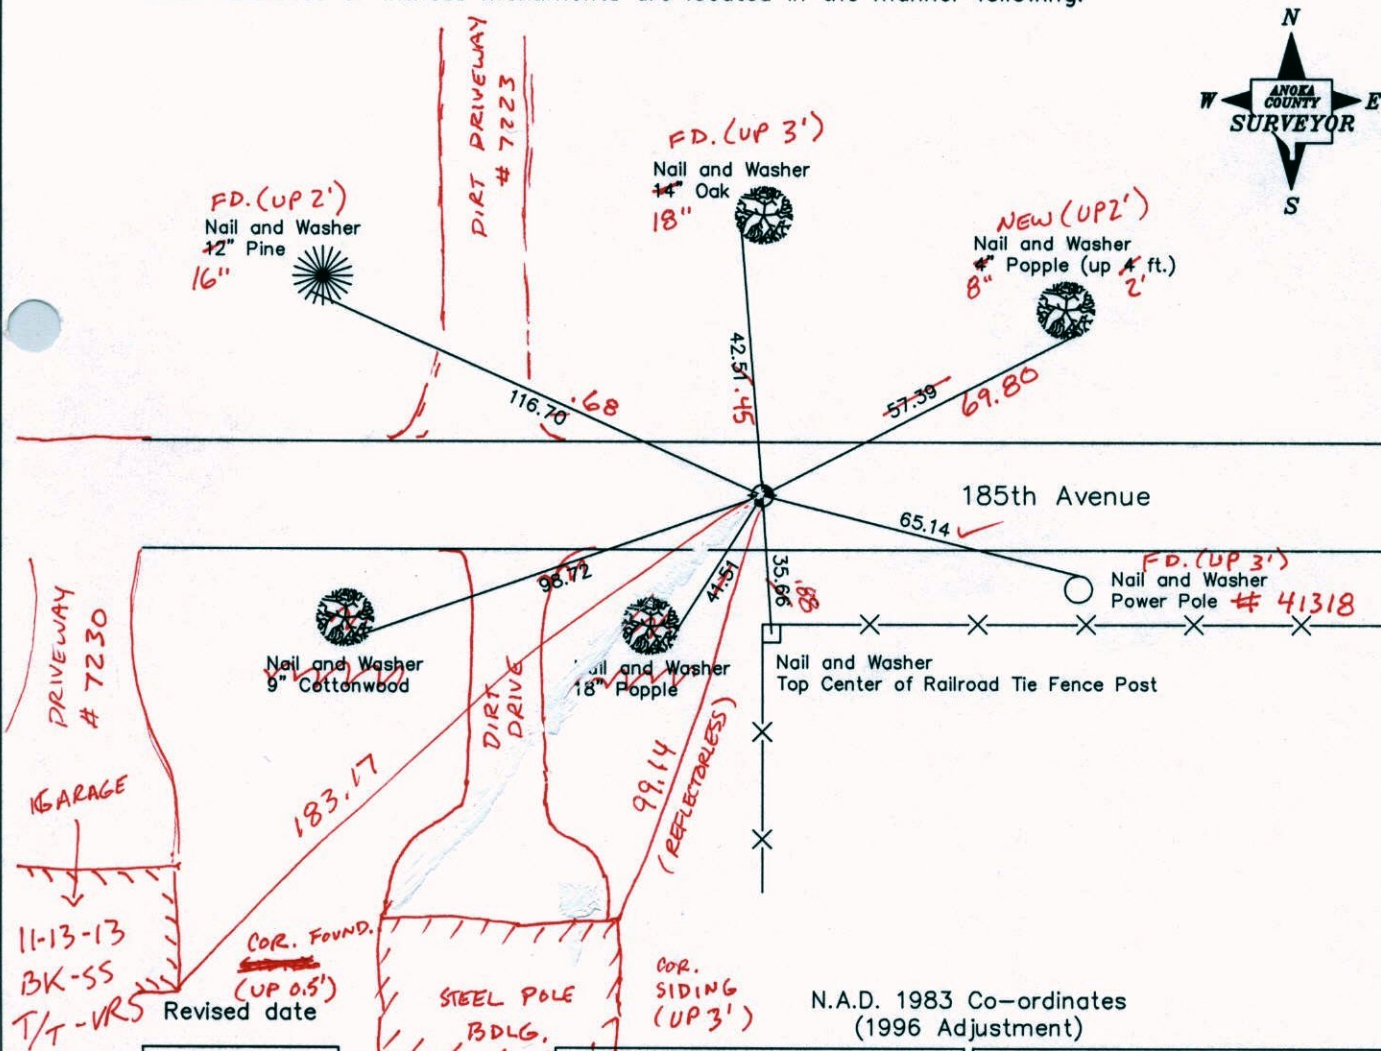 N
W
ANOKA
COUNTY
SURVEYOR
E
S
DIRT DRIVEWAY
# 7223
FD. (UP 3')
Nail and Washer
14" Oak
18"
FD. (UP 2')
Nail and Washer
12" Pine
16"
NEW (UP 2')
Nail and Washer
4" Popple (up 4 ft.)
8"
2'
42.51
.45
116.70
.68
57.39
69.80
185th Avenue
65.14
98.72
41.51
35.66
.88
FD. (UP 3')
Nail and Washer
Power Pole # 41318
DRIVEWAY
# 7230
Nail and Washer
9" Cottonwood
Nail and Washer
18" Popple
Nail and Washer
Top Center of Railroad Tie Fence Post
DIRT
DRIVE
183.17
99.14
(REFLECTORLESS)
GARAGE
11-13-13
BK-SS
T/T-VRS
COR. FOUND.
(UP 0.5')
Revised date
STEEL POLE
BDLG.
COR.
SIDING
(UP 3')
N.A.D. 1983 Co-ordinates
(1996 Adjustment)